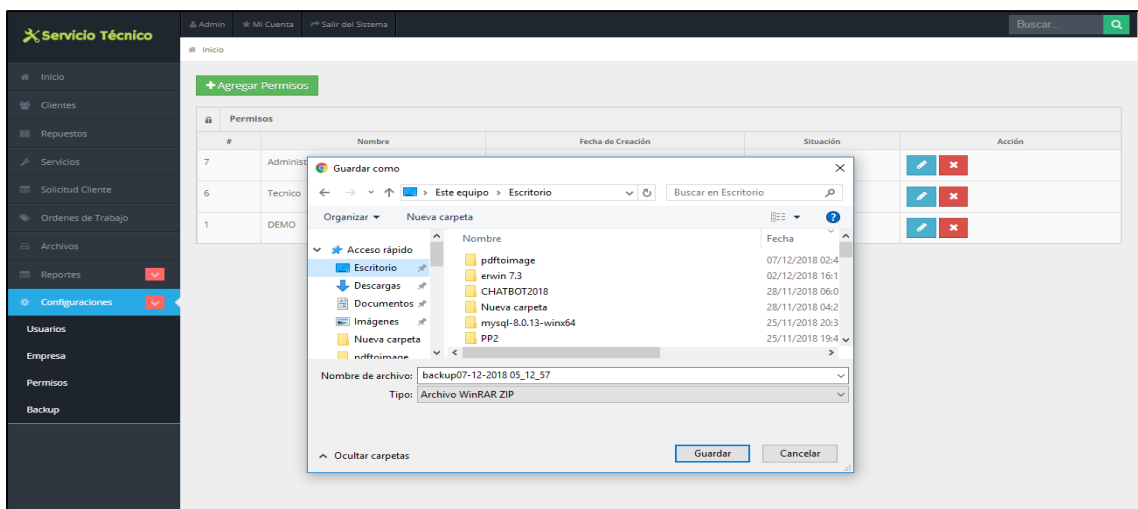 Servicio Técnico
Admin Mi Cuenta Salir del Sistema Buscar...
Inicio
Inicio
Clientes
Repuestos
Servicios
Solicitud Cliente
Ordenes de Trabajo
Archivos
Reportes
Configuraciones
Usuarios
Empresa
Permisos
Backup
Agregar Permisos
Permisos
# Nombre Fecha de Creación Situación Acción
7 Administ
6 Tecnico
1 DEMO
Guardar como
Este equipo > Escritorio Buscar en Escritorio
Organizar Nueva carpeta
Acceso rápido
Escritorio
Descargas
Documentos
Imágenes
Nueva carpeta
pdftoimage
Nombre Fecha
pdftoimage 07/12/2018 02:4
erwin 7.3 02/12/2018 16:1
CHATBOT2018 28/11/2018 06:0
Nueva carpeta 28/11/2018 04:2
mysql-8.0.13-winx64 25/11/2018 20:3
PP2 25/11/2018 19:4
Nombre de archivo: backup07-12-2018 05_12_57
Tipo: Archivo WinRAR ZIP
Ocultar carpetas Guardar Cancelar